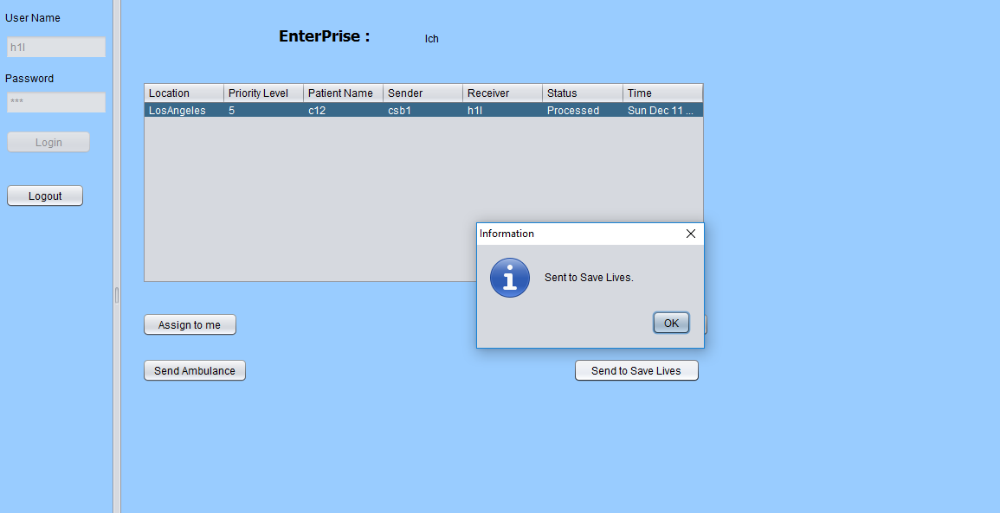 User Name
h1l
Password
***
Login
Logout
EnterPrise : lch
Location Priority Level Patient Name Sender Receiver Status Time
LosAngeles 5 c12 csb1 h1l Processed Sun Dec 11 ...
Information
Sent to Save Lives.
OK
Assign to me
Send Ambulance
Send to Save Lives